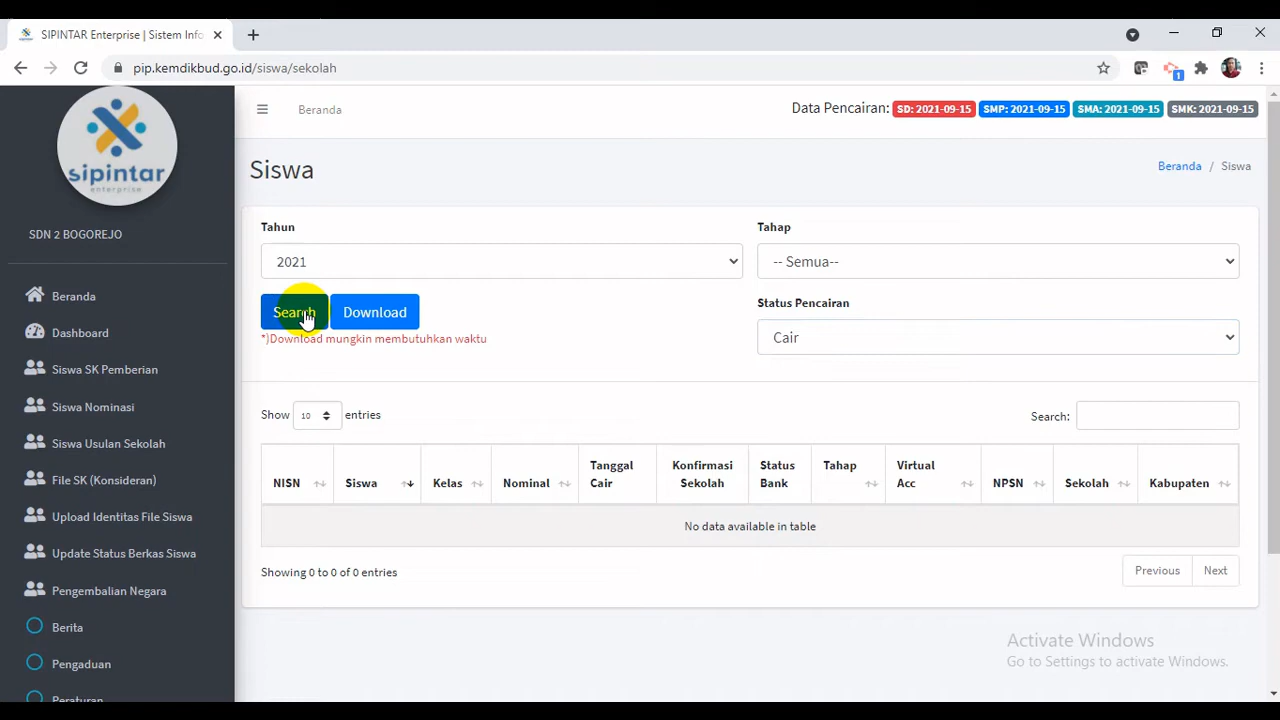 SIPINTAR Enterprise | Sistem Info
pip.kemdikbud.go.id/siswa/sekolah
1
sipintar
enterprise
SDN 2 BOGOREJO
Beranda
Dashboard
Siswa SK Pemberian
Siswa Nominasi
Siswa Usulan Sekolah
File SK (Konsideran)
Upload Identitas File Siswa
Update Status Berkas Siswa
Pengembalian Negara
Berita
Pengaduan
Peraturan
Beranda
Data Pencairan: SD: 2021-09-15 SMP: 2021-09-15 SMA: 2021-09-15 SMK: 2021-09-15
Siswa
Beranda / Siswa
Tahun
2021
Tahap
-- Semua--
Search Download
*)Download mungkin membutuhkan waktu
Status Pencairan
Cair
Show 10 entries
Search:
NISN Siswa Kelas Nominal Tanggal Cair Konfirmasi Sekolah Status Bank Tahap Virtual Acc NPSN Sekolah Kabupaten
No data available in table
Showing 0 to 0 of 0 entries
Previous Next
Activate Windows
Go to Settings to activate Windows.